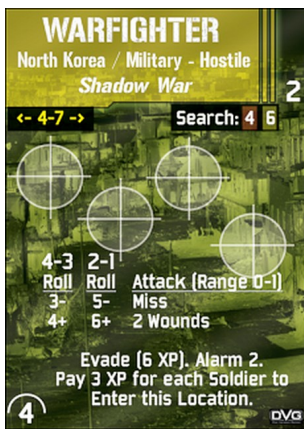 WARFIGHTER
North Korea / Military - Hostile
Shadow War
2
<- 4-7 -> Search: 4 6
4-3 2-1
Roll Roll Attack (Range 0-1)
3- 5- Miss
4+ 6+ 2 Wounds
Evade (6 XP). Alarm 2.
Pay 3 XP for each Soldier to
Enter this Location.
4
DVG